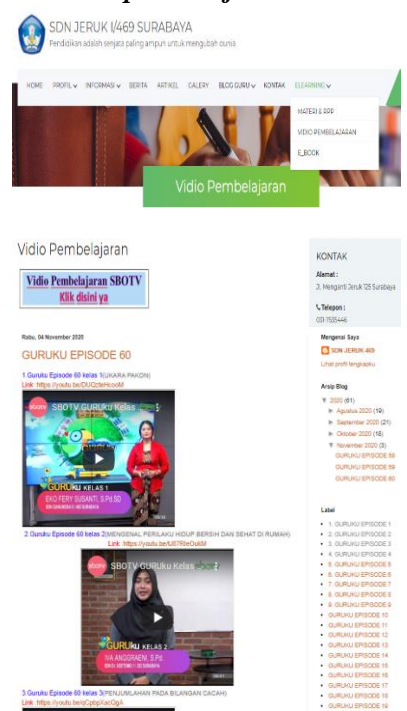 SDN JERUK I/469 SURABAYA
Pendidikan adalah senjata paling ampun untuk mengubah dunia
HOME PROFIL INFORMASI BERITA ARTIKEL GALERY BLOG GURU KONTAK ELEARNING
MATERI & RPP
VIDIO PEMBELAJARAN
E_BOOK
Vidio Pembelajaran
Vidio Pembelajaran
Vidio Pembelajaran SBOTV
Klik disini ya
Rabu, 04 November 2020
GURUKU EPISODE 60
1.Guruku Episode 60 kelas 1(UKARA PAKON)
Link :https://youtu.be/
SBOTV GURUku Kelas
GURUKU KELAS 1
EKO FERY SUSANTI, S.Pd.SD
2.Guruku Episode 60 kelas 2(MENGENAL PERILAKU HIDUP BERSIH DAN SEHAT DI RUMAH)
Link :https://youtu.be/
SBOTV GURUku Kelas
GURUku KELAS 2
IVA ANGGRAENI, S.Pd.
3.Guruku Episode 60 kelas 3(PENJUMLAHAN PADA BILANGAN CACAH)
Link :https://youtu.be/
KONTAK
Alamat :
Jl. Menganti Jeruk 125 Surabaya
Telepon :
031-7535446
Mengenai Saya
SDN JERUK 469
Lihat profil lengkapku
Arsip Blog
▼ 2020 (61)
► Agustus 2020 (19)
► September 2020 (21)
► Oktober 2020 (18)
▼ November 2020 (3)
GURUKU EPISODE 58
GURUKU EPISODE 59
GURUKU EPISODE 60
Label
1. GURUKU EPISODE 1
2. GURUKU EPISODE 2
3. GURUKU EPISODE 3
4. GURUKU EPISODE 4
5. GURUKU EPISODE 5
6. GURUKU EPISODE 6
7. GURUKU EPISODE 7
8. GURUKU EPISODE 8
9. GURUKU EPISODE 9
GURUKU EPISODE 10
GURUKU EPISODE 11
GURUKU EPISODE 12
GURUKU EPISODE 13
GURUKU EPISODE 14
GURUKU EPISODE 15
GURUKU EPISODE 16
GURUKU EPISODE 17
GURUKU EPISODE 18
GURUKU EPISODE 19